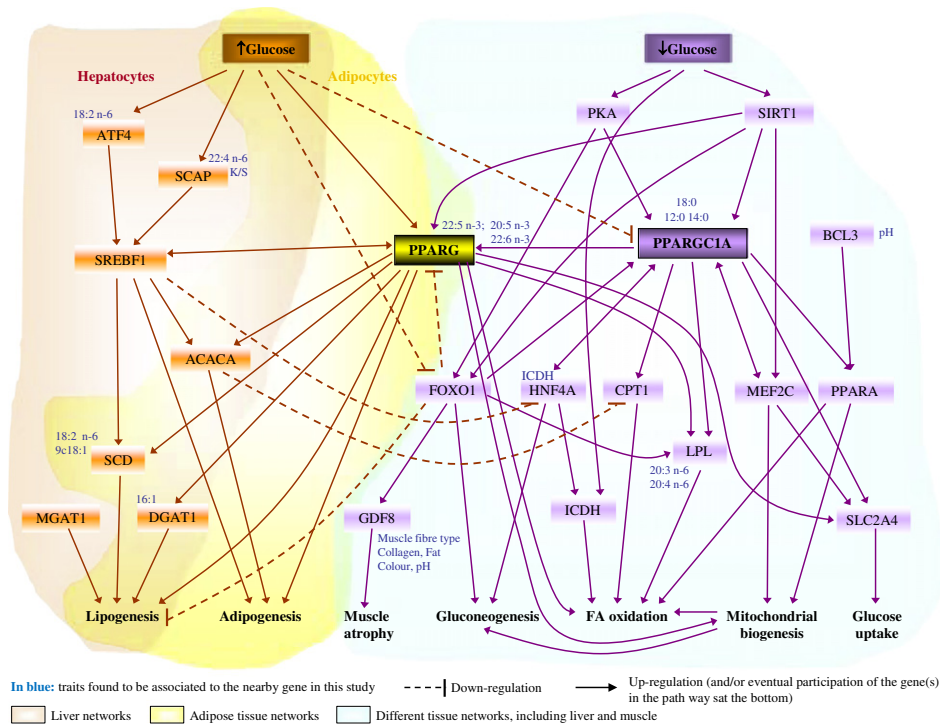 ↑Glucose
↓Glucose
Hepatocytes
Adipocytes
18:2 n-6
ATF4
PKA
SIRT1
22:4 n-6
K/S
SCAP
18:0
12:0 14:0
22:5 n-3; 20:5 n-3
22:6 n-3
PPARG
PPARGC1A
BCL3
pH
SREBF1
ACACA
ICDH
FOXO1
HNF4A
CPT1
MEF2C
PPARA
18:2 n-6
9c18:1
SCD
LPL
20:3 n-6
20:4 n-6
16:1
MGAT1
DGAT1
GDF8
ICDH
SLC2A4
Muscle fibre type
Collagen, Fat
Colour, pH
Lipogenesis
Adipogenesis
Muscle
atrophy
Gluconeogenesis
FA oxidation
Mitochondrial
biogenesis
Glucose
uptake
In blue: traits found to be associated to the nearby gene in this study
Down-regulation
Up-regulation (and/or eventual participation of the gene(s)
in the path way sat the bottom)
Liver networks
Adipose tissue networks
Different tissue networks, including liver and muscle